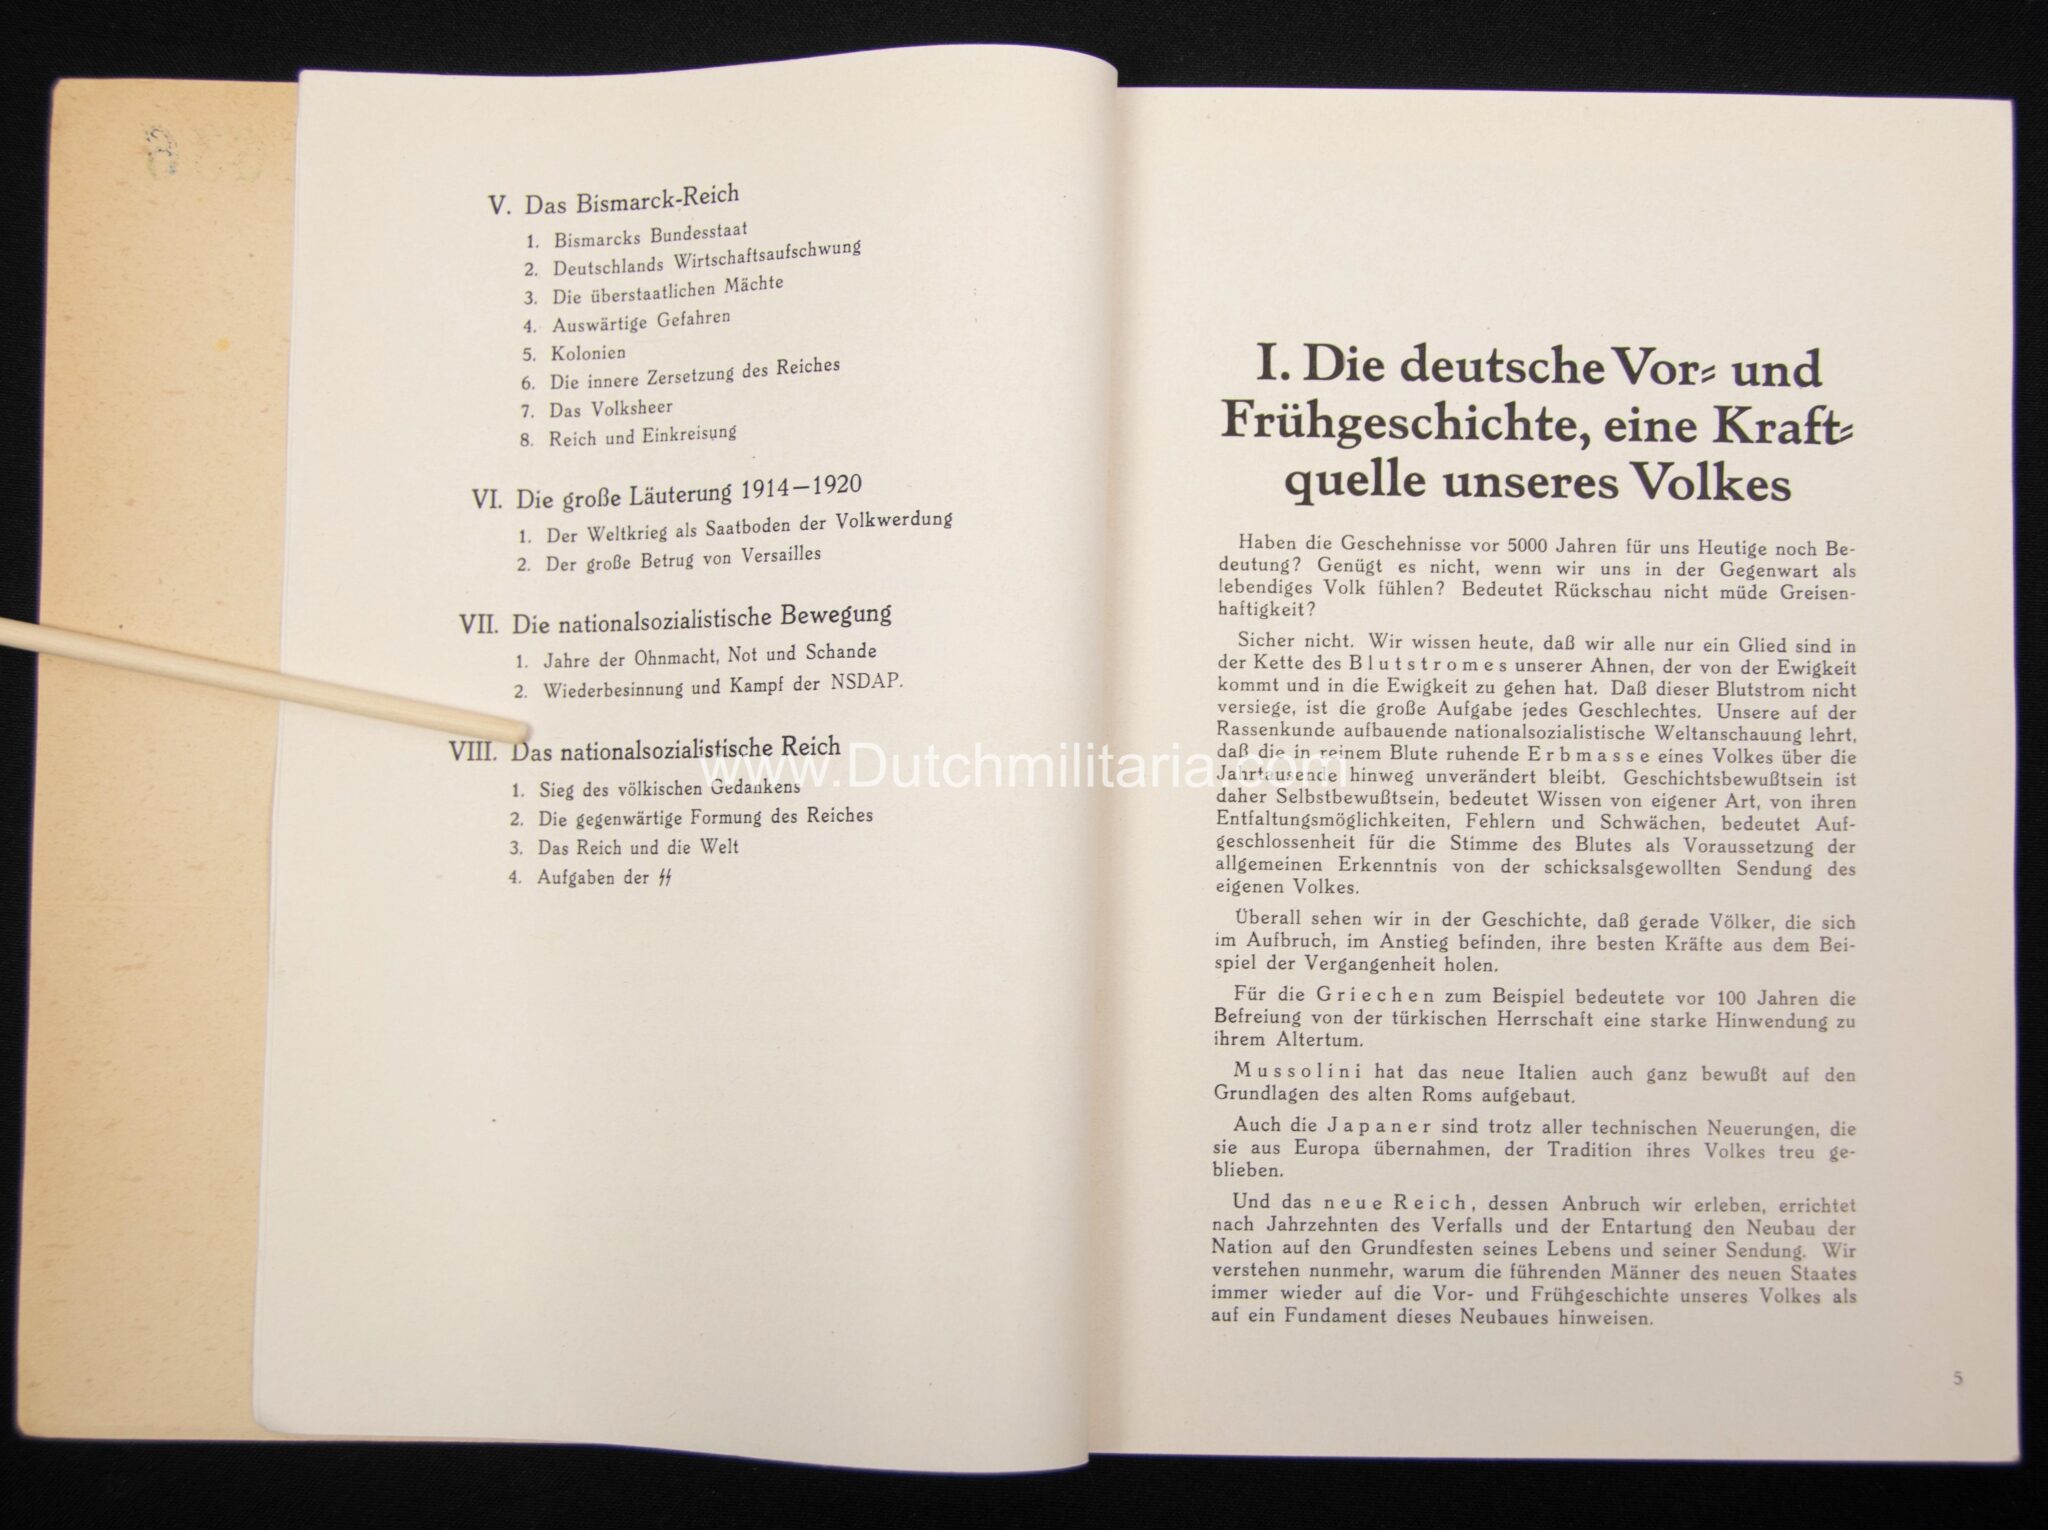 V. Das Bismarck-Reich
1. Bismarcks Bundesstaat
2. Deutschlands Wirtschaftsaufschwung
3. Die überstaatlichen Mächte
4. Auswärtige Gefahren
5. Kolonien
6. Die innere Zersetzung des Reiches
7. Das Volksheer
8. Reich und Einkreisung
VI. Die große Läuterung 1914—1920
1. Der Weltkrieg als Saatboden der Volkwerdung
2. Der große Betrug von Versailles
VII. Die nationalsozialistische Bewegung
1. Jahre der Ohnmacht, Not und Schande
2. Wiederbesinnung und Kampf der NSDAP.
VIII. Das nationalsozialistische Reich
1. Sieg des völkischen Gedankens
2. Die gegenwärtige Formung des Reiches
3. Das Reich und die Welt
4. Aufgaben der ᛋᛋ
www.Dutchmilitaria.com
I. Die deutsche Vor- und
Frühgeschichte, eine Kraft-
quelle unseres Volkes
Haben die Geschehnisse vor 5000 Jahren für uns Heutige noch Be-
deutung? Genügt es nicht, wenn wir uns in der Gegenwart als
lebendiges Volk fühlen? Bedeutet Rückschau nicht müde Greisen-
haftigkeit?
Sicher nicht. Wir wissen heute, daß wir alle nur ein Glied sind in
der Kette des Blutstromes unserer Ahnen, der von der Ewigkeit
kommt und in die Ewigkeit zu gehen hat. Daß dieser Blutstrom nicht
versiege, ist die große Aufgabe jedes Geschlechtes. Unsere auf der
Rassenkunde aufbauende nationalsozialistische Weltanschauung lehrt,
daß die in reinem Blute ruhende Erbmasse eines Volkes über die
Jahrtausende hinweg unverändert bleibt. Geschichtsbewußtsein ist
daher Selbstbewußtsein, bedeutet Wissen von eigener Art, von ihren
Entfaltungsmöglichkeiten, Fehlern und Schwächen, bedeutet Auf-
geschlossenheit für die Stimme des Blutes als Voraussetzung der
allgemeinen Erkenntnis von der schicksalsgewollten Sendung des
eigenen Volkes.
Überall sehen wir in der Geschichte, daß gerade Völker, die sich
im Aufbruch, im Anstieg befinden, ihre besten Kräfte aus dem Bei-
spiel der Vergangenheit holen.
Für die Griechen zum Beispiel bedeutete vor 100 Jahren die
Befreiung von der türkischen Herrschaft eine starke Hinwendung zu
ihrem Altertum.
Mussolini hat das neue Italien auch ganz bewußt auf den
Grundlagen des alten Roms aufgebaut.
Auch die Japaner sind trotz aller technischen Neuerungen, die
sie aus Europa übernahmen, der Tradition ihres Volkes treu ge-
blieben.
Und das neue Reich, dessen Anbruch wir erleben, errichtet
nach Jahrzehnten des Verfalls und der Entartung den Neubau der
Nation auf den Grundfesten seines Lebens und seiner Sendung. Wir
verstehen nunmehr, warum die führenden Männer des neuen Staates
immer wieder auf die Vor- und Frühgeschichte unseres Volkes als
auf ein Fundament dieses Neubaues hinweisen.
5